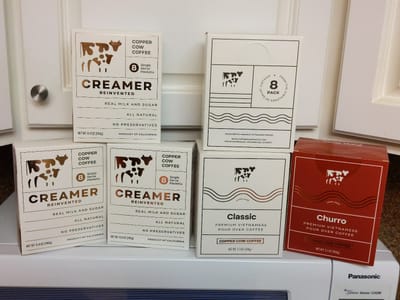 COPPER
COW
COFFEE
8
CREAMER
REINVENTED
REAL MILK AND SUGAR
ALL NATURAL
NO PRESERVATIVES
8
PACK
COPPER
COW
COFFEE
8
CREAMER
REINVENTED
REAL MILK AND SUGAR
ALL NATURAL
NO PRESERVATIVES
COPPER
COW
COFFEE
8
CREAMER
REINVENTED
REAL MILK AND SUGAR
ALL NATURAL
NO PRESERVATIVES
Classic
PREMIUM VIETNAMESE
POUR OVER COFFEE
COPPER COW COFFEE
Churro
PREMIUM VIETNAMESE
POUR OVER COFFEE
Panasonic